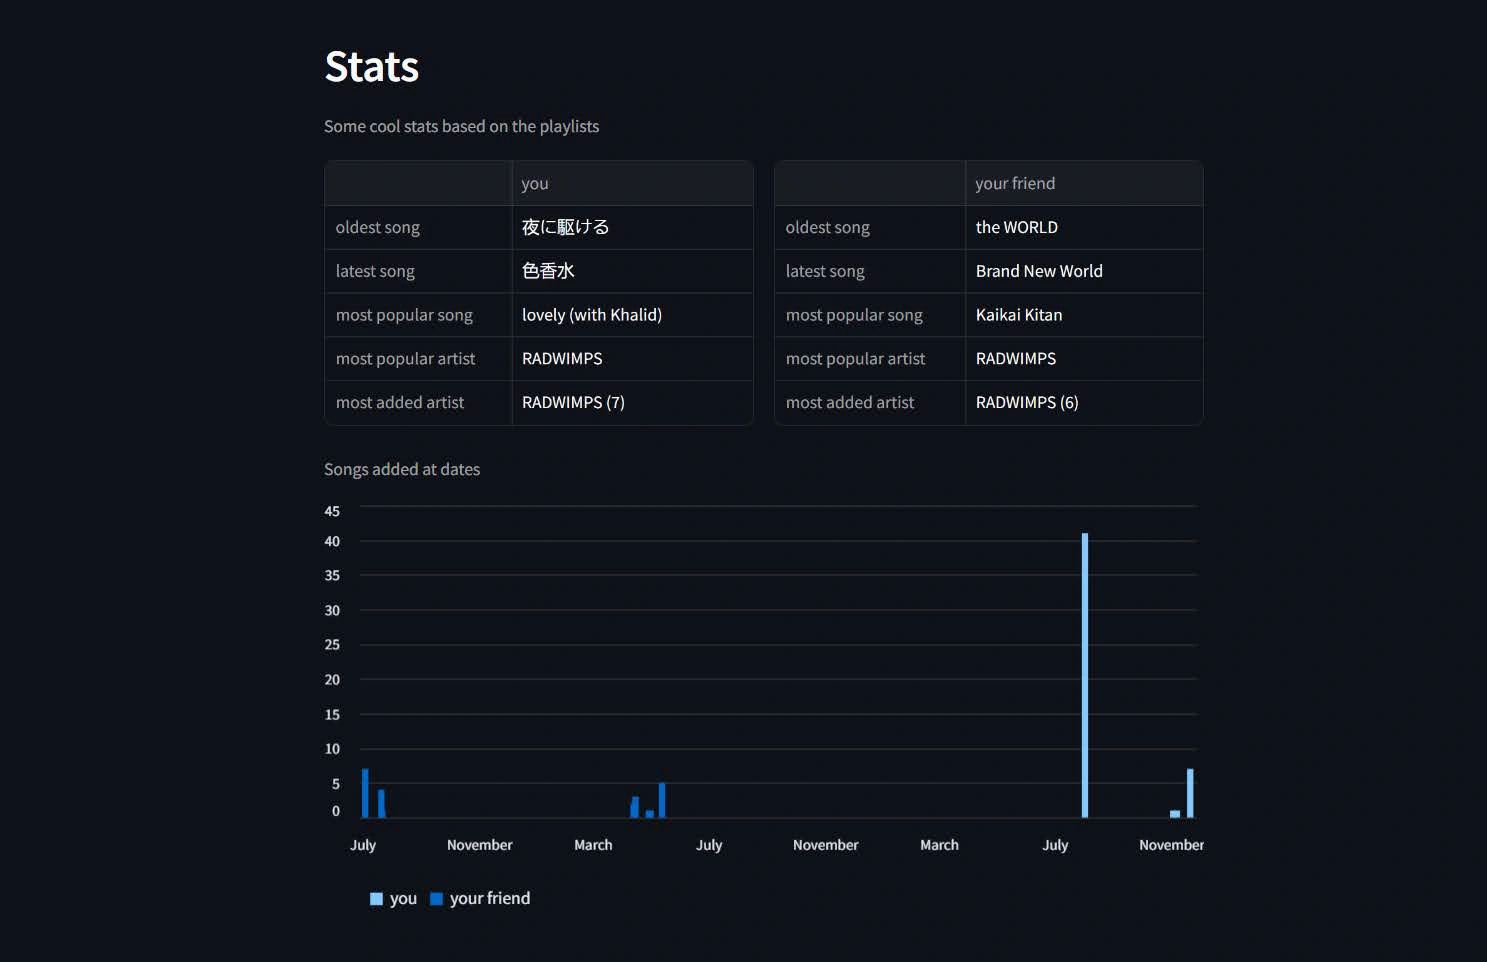 Stats
Some cool stats based on the playlists
you
oldest song 夜に駆ける
latest song 色香水
most popular song lovely (with Khalid)
most popular artist RADWIMPS
most added artist RADWIMPS (7)
your friend
oldest song the WORLD
latest song Brand New World
most popular song Kaikai Kitan
most popular artist RADWIMPS
most added artist RADWIMPS (6)
Songs added at dates
45
40
35
30
25
20
15
10
5
0
July November March July November March July November
you your friend